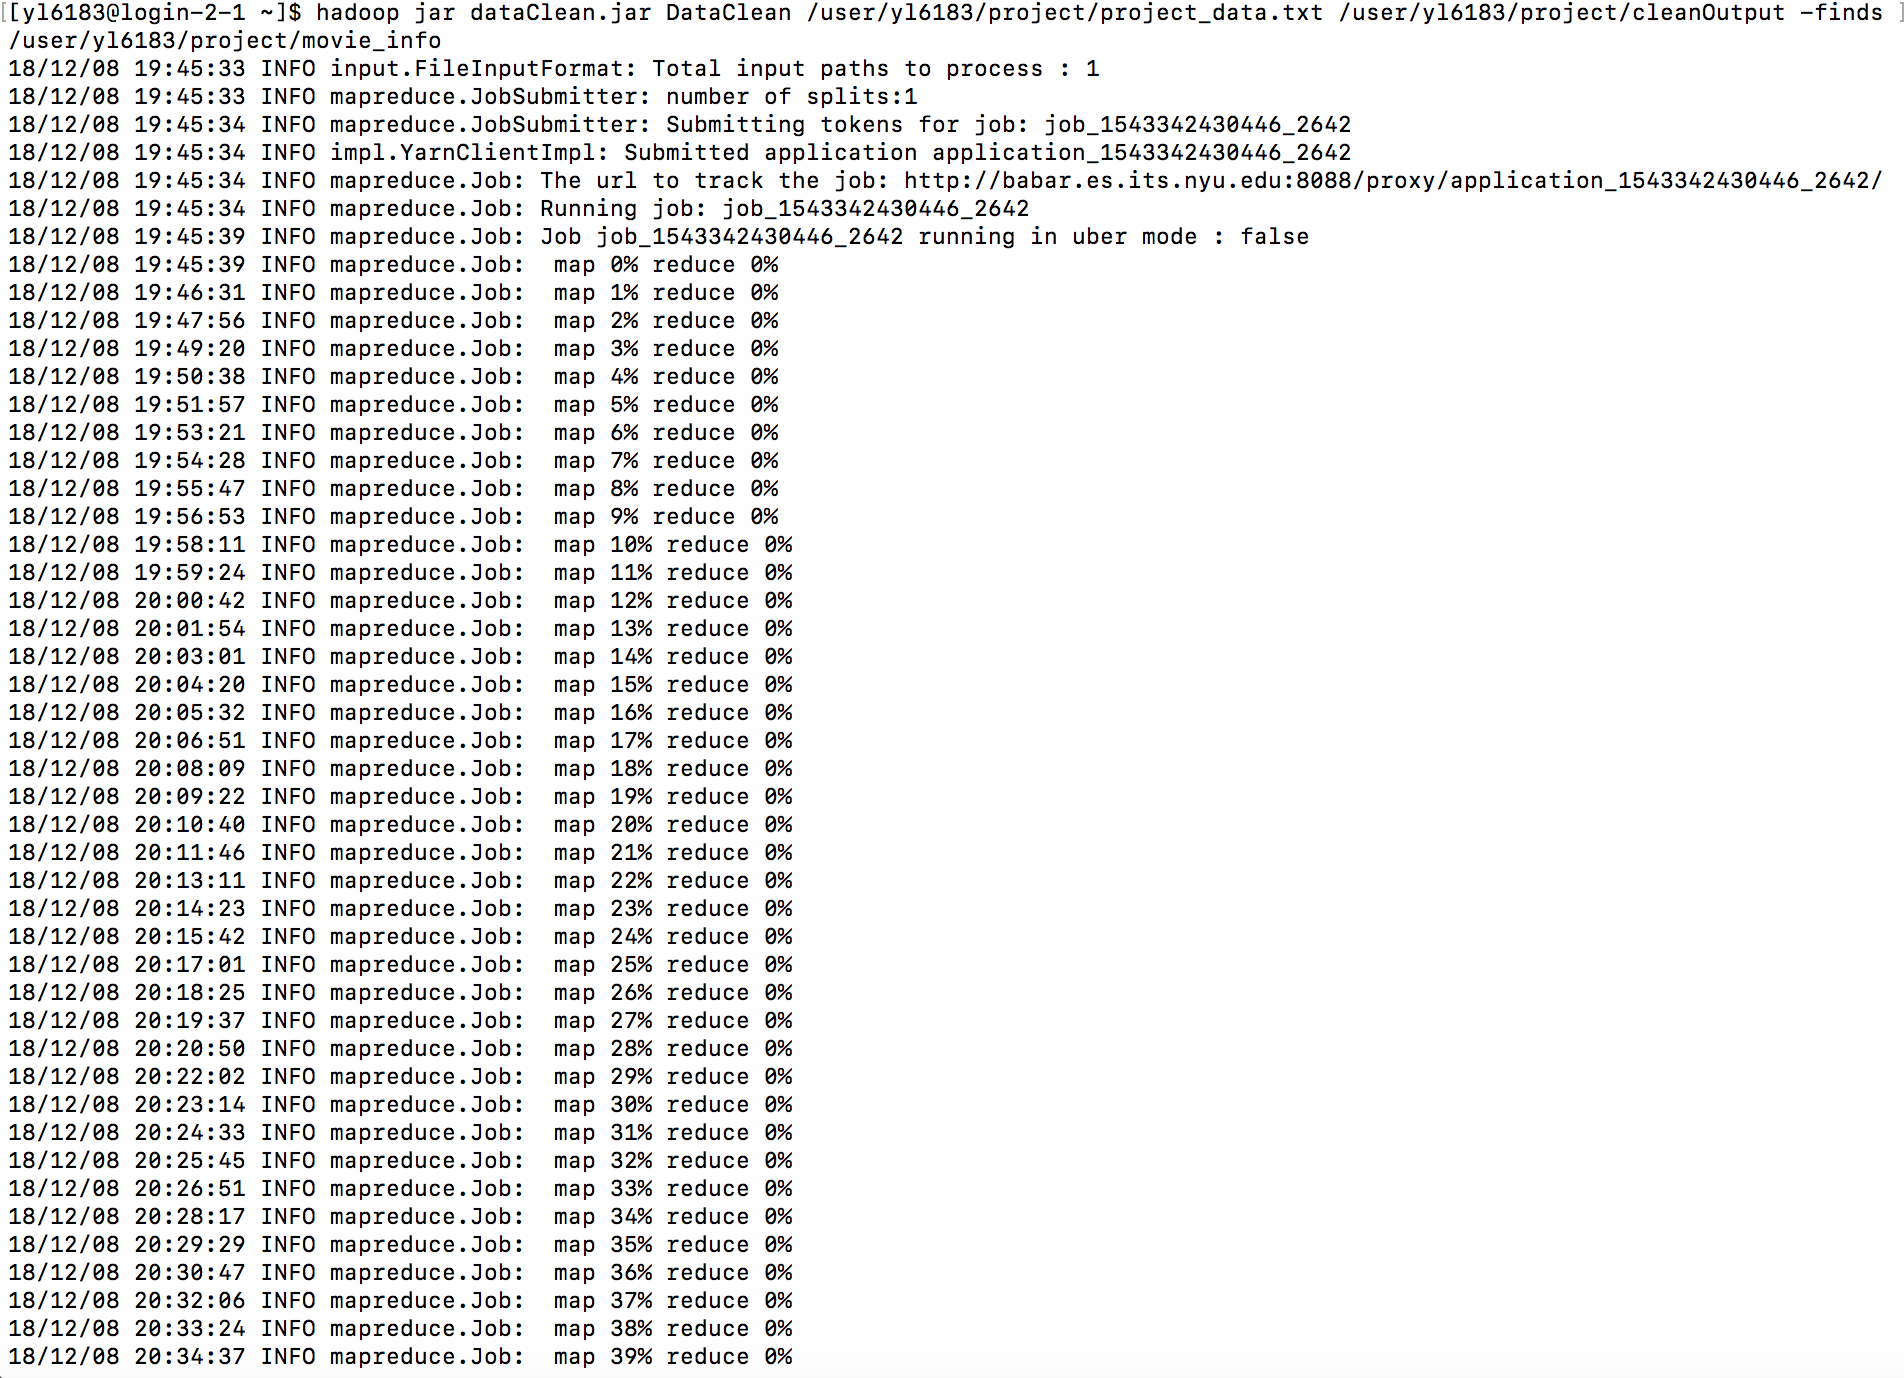 [[yl6183@login-2-1 ~]$ hadoop jar dataClean.jar DataClean /user/yl6183/project/project_data.txt /user/yl6183/project/cleanOutput -finds ]
/user/yl6183/project/movie_info
18/12/08 19:45:33 INFO input.FileInputFormat: Total input paths to process : 1
18/12/08 19:45:33 INFO mapreduce.JobSubmitter: number of splits:1
18/12/08 19:45:34 INFO mapreduce.JobSubmitter: Submitting tokens for job: job_1543342430446_2642
18/12/08 19:45:34 INFO impl.YarnClientImpl: Submitted application application_1543342430446_2642
18/12/08 19:45:34 INFO mapreduce.Job: The url to track the job: http://babar.es.its.nyu.edu:8088/proxy/application_1543342430446_2642/
18/12/08 19:45:34 INFO mapreduce.Job: Running job: job_1543342430446_2642
18/12/08 19:45:39 INFO mapreduce.Job: Job job_1543342430446_2642 running in uber mode : false
18/12/08 19:45:39 INFO mapreduce.Job:  map 0% reduce 0%
18/12/08 19:46:31 INFO mapreduce.Job:  map 1% reduce 0%
18/12/08 19:47:56 INFO mapreduce.Job:  map 2% reduce 0%
18/12/08 19:49:20 INFO mapreduce.Job:  map 3% reduce 0%
18/12/08 19:50:38 INFO mapreduce.Job:  map 4% reduce 0%
18/12/08 19:51:57 INFO mapreduce.Job:  map 5% reduce 0%
18/12/08 19:53:21 INFO mapreduce.Job:  map 6% reduce 0%
18/12/08 19:54:28 INFO mapreduce.Job:  map 7% reduce 0%
18/12/08 19:55:47 INFO mapreduce.Job:  map 8% reduce 0%
18/12/08 19:56:53 INFO mapreduce.Job:  map 9% reduce 0%
18/12/08 19:58:11 INFO mapreduce.Job:  map 10% reduce 0%
18/12/08 19:59:24 INFO mapreduce.Job:  map 11% reduce 0%
18/12/08 20:00:42 INFO mapreduce.Job:  map 12% reduce 0%
18/12/08 20:01:54 INFO mapreduce.Job:  map 13% reduce 0%
18/12/08 20:03:01 INFO mapreduce.Job:  map 14% reduce 0%
18/12/08 20:04:20 INFO mapreduce.Job:  map 15% reduce 0%
18/12/08 20:05:32 INFO mapreduce.Job:  map 16% reduce 0%
18/12/08 20:06:51 INFO mapreduce.Job:  map 17% reduce 0%
18/12/08 20:08:09 INFO mapreduce.Job:  map 18% reduce 0%
18/12/08 20:09:22 INFO mapreduce.Job:  map 19% reduce 0%
18/12/08 20:10:40 INFO mapreduce.Job:  map 20% reduce 0%
18/12/08 20:11:46 INFO mapreduce.Job:  map 21% reduce 0%
18/12/08 20:13:11 INFO mapreduce.Job:  map 22% reduce 0%
18/12/08 20:14:23 INFO mapreduce.Job:  map 23% reduce 0%
18/12/08 20:15:42 INFO mapreduce.Job:  map 24% reduce 0%
18/12/08 20:17:01 INFO mapreduce.Job:  map 25% reduce 0%
18/12/08 20:18:25 INFO mapreduce.Job:  map 26% reduce 0%
18/12/08 20:19:37 INFO mapreduce.Job:  map 27% reduce 0%
18/12/08 20:20:50 INFO mapreduce.Job:  map 28% reduce 0%
18/12/08 20:22:02 INFO mapreduce.Job:  map 29% reduce 0%
18/12/08 20:23:14 INFO mapreduce.Job:  map 30% reduce 0%
18/12/08 20:24:33 INFO mapreduce.Job:  map 31% reduce 0%
18/12/08 20:25:45 INFO mapreduce.Job:  map 32% reduce 0%
18/12/08 20:26:51 INFO mapreduce.Job:  map 33% reduce 0%
18/12/08 20:28:17 INFO mapreduce.Job:  map 34% reduce 0%
18/12/08 20:29:29 INFO mapreduce.Job:  map 35% reduce 0%
18/12/08 20:30:47 INFO mapreduce.Job:  map 36% reduce 0%
18/12/08 20:32:06 INFO mapreduce.Job:  map 37% reduce 0%
18/12/08 20:33:24 INFO mapreduce.Job:  map 38% reduce 0%
18/12/08 20:34:37 INFO mapreduce.Job:  map 39% reduce 0%